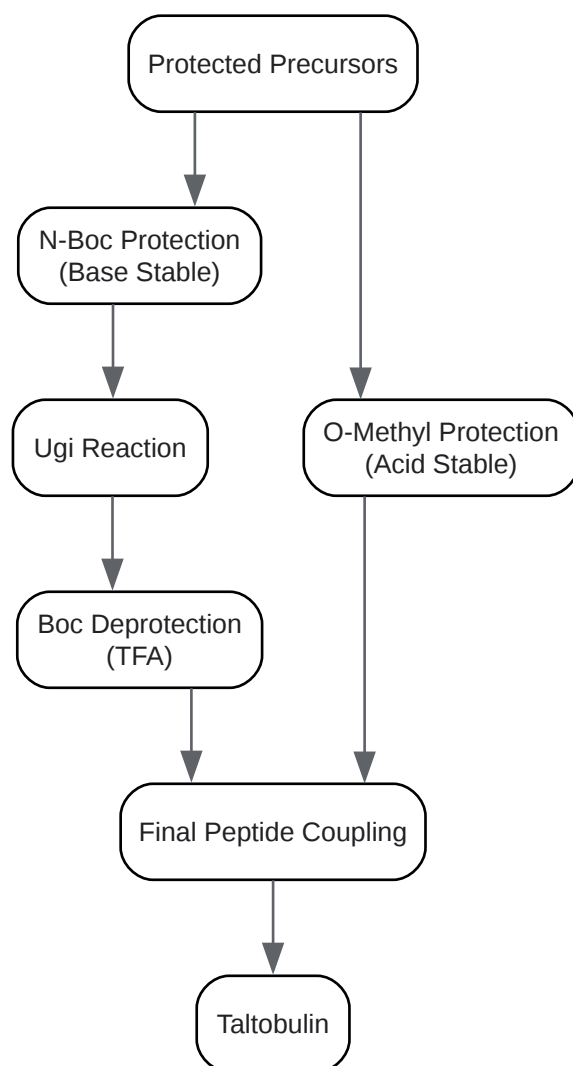 Protected Precursors
N-Boc Protection
(Base Stable)
Ugi Reaction
O-Methyl Protection
(Acid Stable)
Boc Deprotection
(TFA)
Final Peptide Coupling
Taltobulin